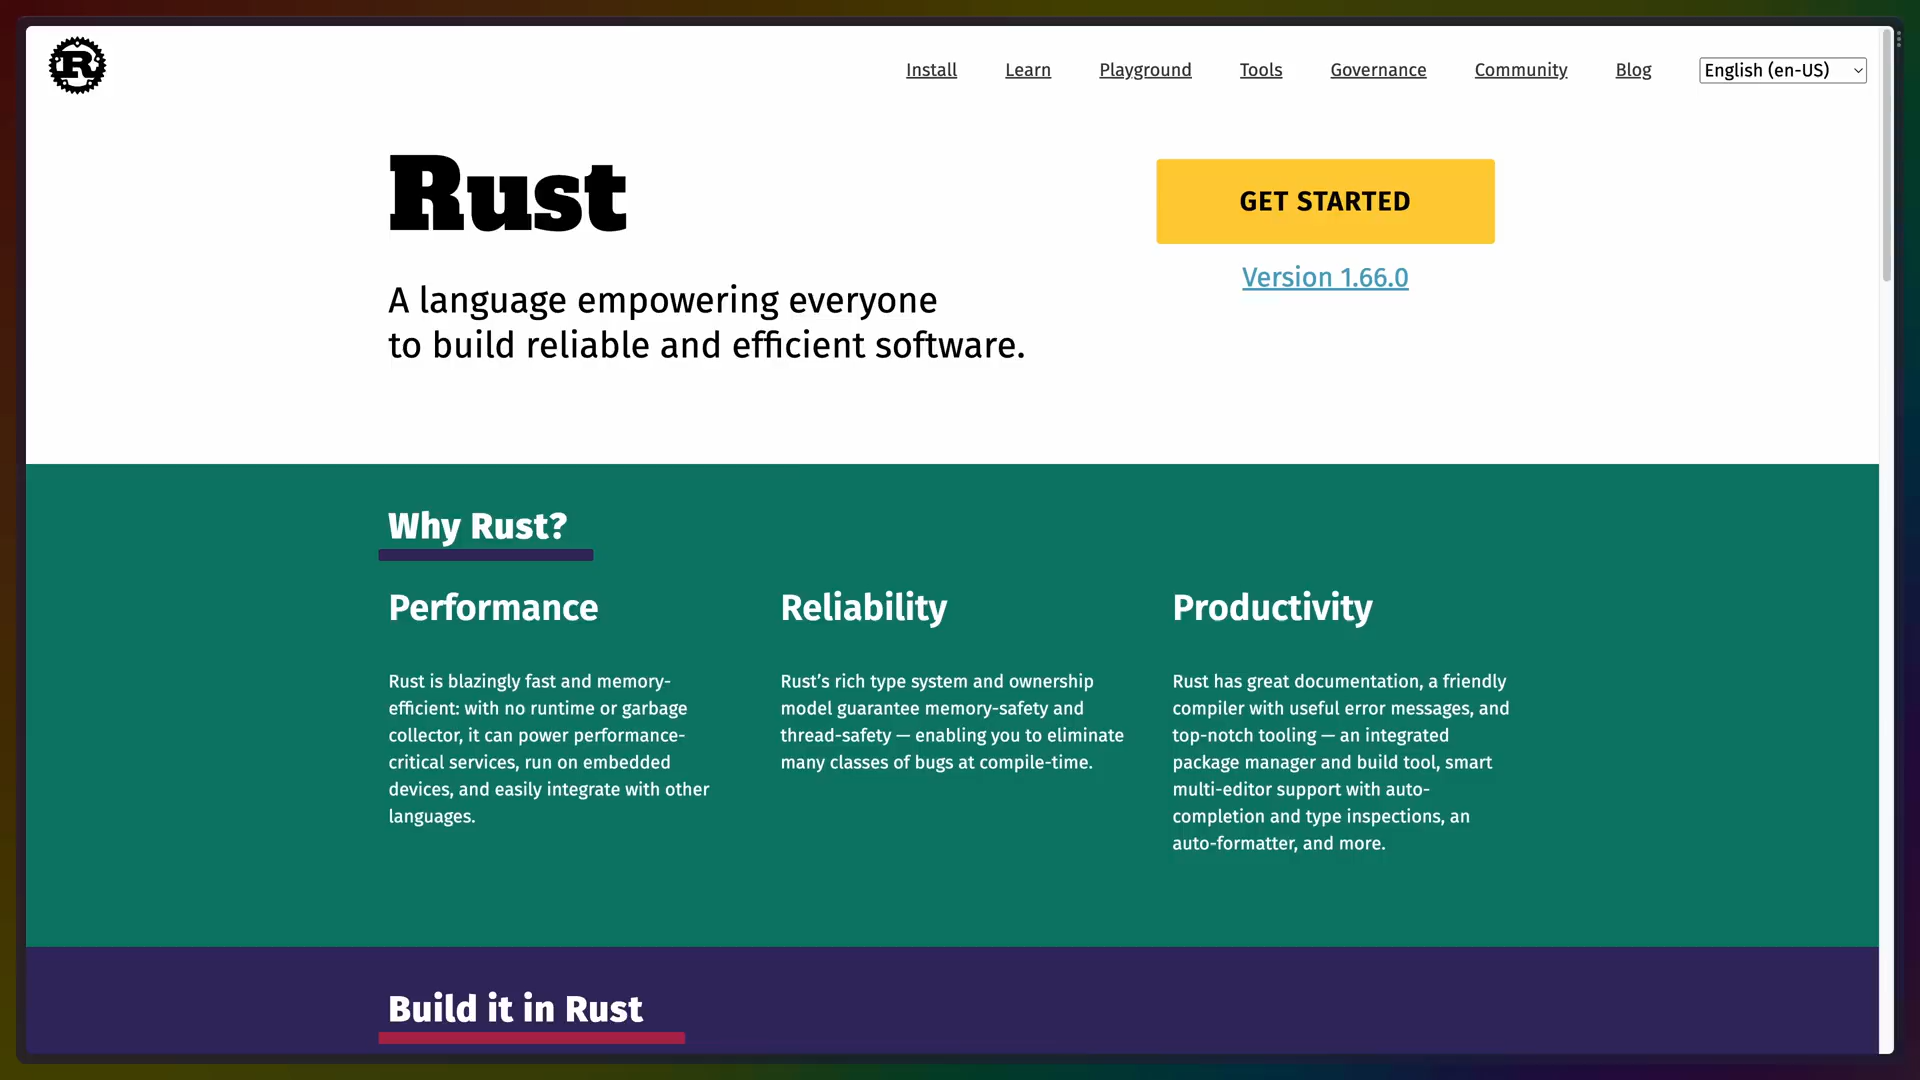 R
Install Learn Playground Tools Governance Community Blog English (en-US)
Rust
GET STARTED
Version 1.66.0
A language empowering everyone
to build reliable and efficient software.
Why Rust?
Performance
Rust is blazingly fast and memory-
efficient: with no runtime or garbage
collector, it can power performance-
critical services, run on embedded
devices, and easily integrate with other
languages.
Reliability
Rust’s rich type system and ownership
model guarantee memory-safety and
thread-safety — enabling you to eliminate
many classes of bugs at compile-time.
Productivity
Rust has great documentation, a friendly
compiler with useful error messages, and
top-notch tooling — an integrated
package manager and build tool, smart
multi-editor support with auto-
completion and type inspections, an
auto-formatter, and more.
Build it in Rust